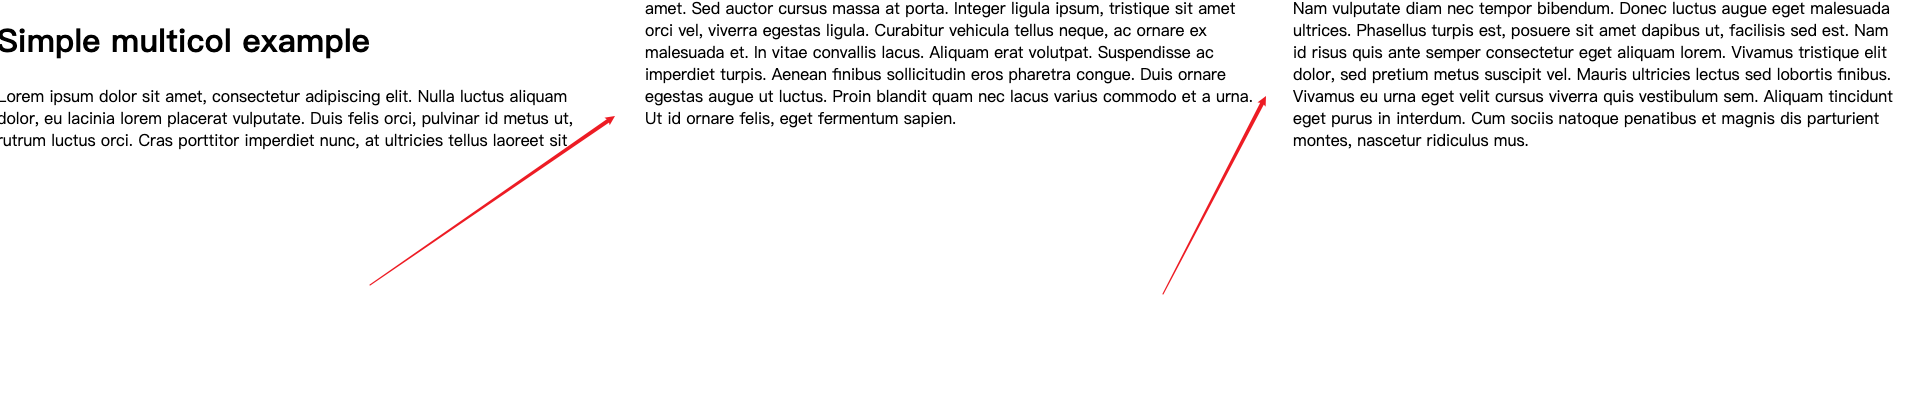 Simple multicol example
Lorem ipsum dolor sit amet, consectetur adipiscing elit. Nulla luctus aliquam
dolor, eu lacinia lorem placerat vulputate. Duis felis orci, pulvinar id metus ut,
rutrum luctus orci. Cras porttitor imperdiet nunc, at ultricies tellus laoreet sit
amet. Sed auctor cursus massa at porta. Integer ligula ipsum, tristique sit amet
orci vel, viverra egestas ligula. Curabitur vehicula tellus neque, ac ornare ex
malesuada et. In vitae convallis lacus. Aliquam erat volutpat. Suspendisse ac
imperdiet turpis. Aenean finibus sollicitudin eros pharetra congue. Duis ornare
egestas augue ut luctus. Proin blandit quam nec lacus varius commodo et a urna.
Ut id ornare felis, eget fermentum sapien.
Nam vulputate diam nec tempor bibendum. Donec luctus augue eget malesuada
ultrices. Phasellus turpis est, posuere sit amet dapibus ut, facilisis sed est. Nam
id risus quis ante semper consectetur eget aliquam lorem. Vivamus tristique elit
dolor, sed pretium metus suscipit vel. Mauris ultricies lectus sed lobortis finibus.
Vivamus eu urna eget velit cursus viverra quis vestibulum sem. Aliquam tincidunt
eget purus in interdum. Cum sociis natoque penatibus et magnis dis parturient
montes, nascetur ridiculus mus.